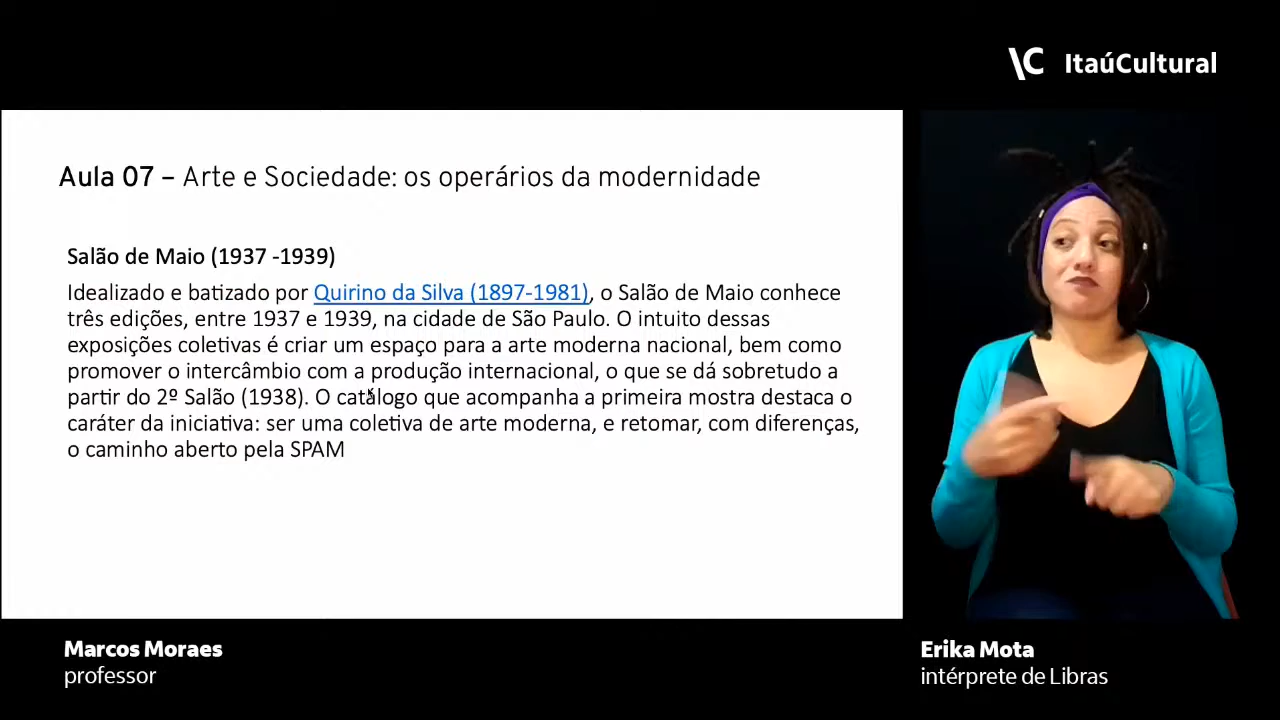 \C ItaúCultural
Aula 07 – Arte e Sociedade: os operários da modernidade
Salão de Maio (1937 -1939)
Idealizado e batizado por Quirino da Silva (1897-1981), o Salão de Maio conhece
três edições, entre 1937 e 1939, na cidade de São Paulo. O intuito dessas
exposições coletivas é criar um espaço para a arte moderna nacional, bem como
promover o intercâmbio com a produção internacional, o que se dá sobretudo a
partir do 2º Salão (1938). O catálogo que acompanha a primeira mostra destaca o
caráter da iniciativa: ser uma coletiva de arte moderna, e retomar, com diferenças,
o caminho aberto pela SPAM
Marcos Moraes
professor
Erika Mota
intérprete de Libras